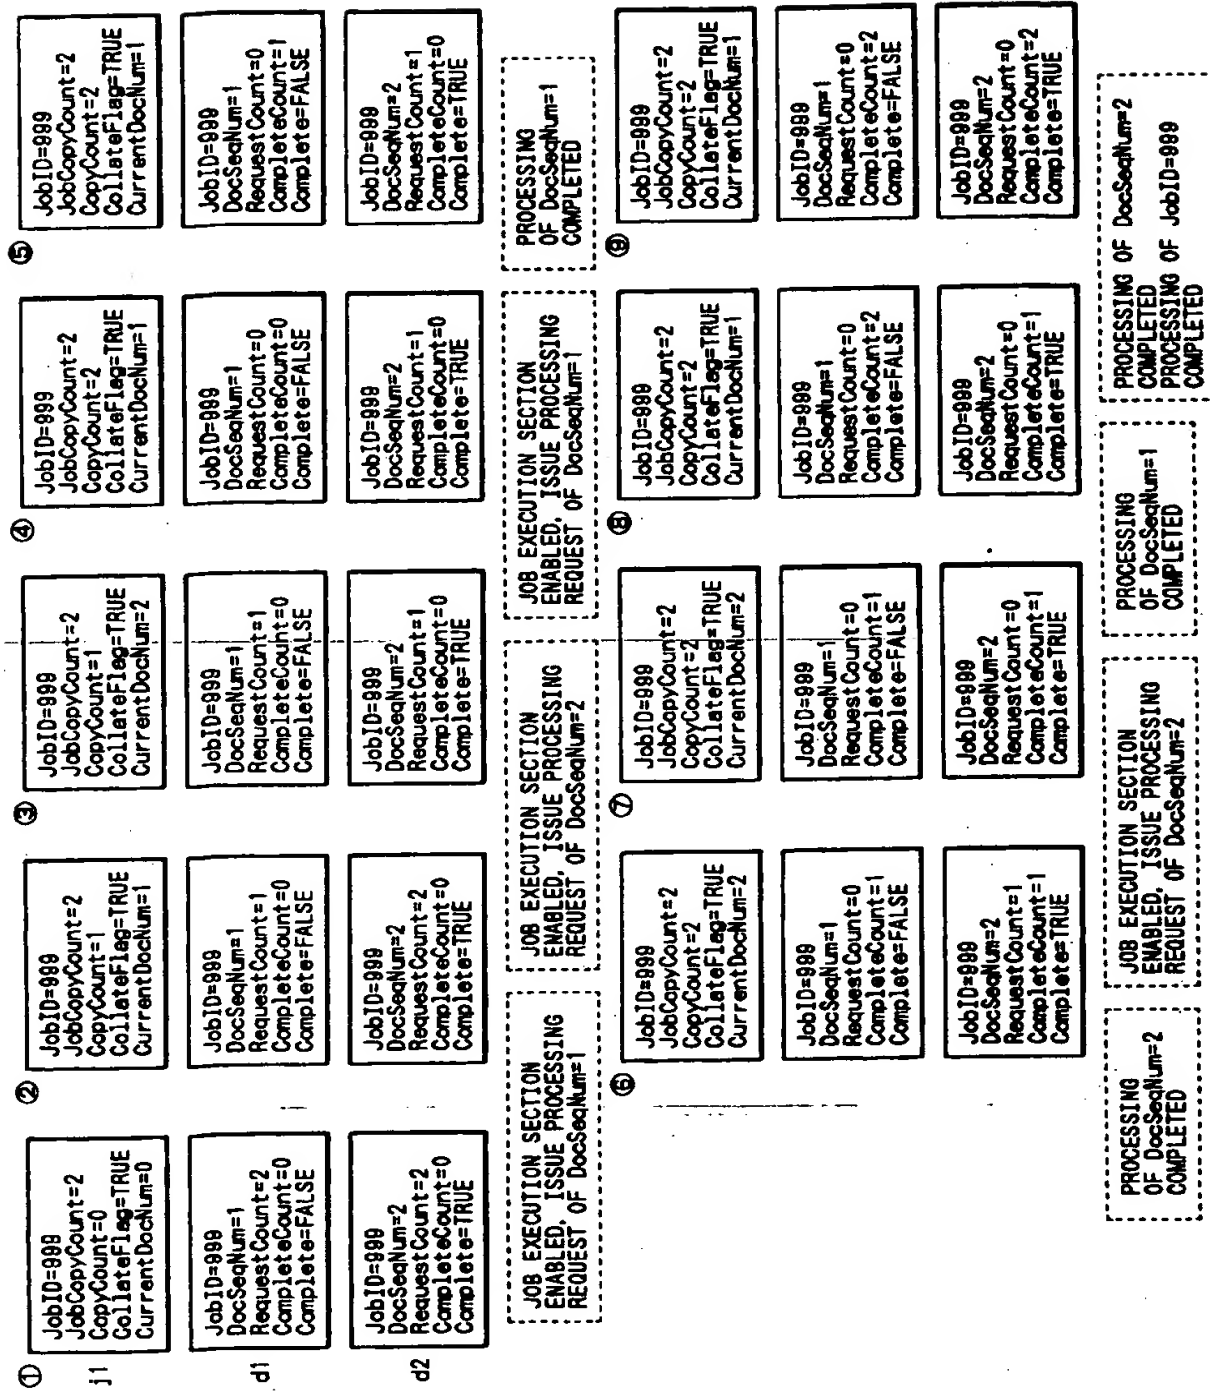 ①
j1
JobID=999
JobCopyCount=2
CopyCount=0
CollateFlag=TRUE
CurrentDocNum=0
d1
JobID=999
DocSeqNum=1
RequestCount=2
CompleteCount=0
Complete=FALSE
d2
JobID=999
DocSeqNum=2
RequestCount=2
CompleteCount=0
Complete=TRUE
JOB EXECUTION SECTION
ENABLED, ISSUE PROCESSING
REQUEST OF DocSeqNum=1
②
JobID=999
JobCopyCount=2
CopyCount=1
CollateFlag=TRUE
CurrentDocNum=1
JobID=999
DocSeqNum=1
RequestCount=1
CompleteCount=0
Complete=FALSE
JobID=999
DocSeqNum=2
RequestCount=2
CompleteCount=0
Complete=TRUE
JOB EXECUTION SECTION
ENABLED, ISSUE PROCESSING
REQUEST OF DocSeqNum=2
③
JobID=999
JobCopyCount=2
CopyCount=1
CollateFlag=TRUE
CurrentDocNum=2
JobID=999
DocSeqNum=1
RequestCount=1
CompleteCount=0
Complete=FALSE
JobID=999
DocSeqNum=2
RequestCount=1
CompleteCount=0
Complete=TRUE
JOB EXECUTION SECTION
ENABLED, ISSUE PROCESSING
REQUEST OF DocSeqNum=1
④
JobID=999
JobCopyCount=2
CopyCount=2
CollateFlag=TRUE
CurrentDocNum=1
JobID=999
DocSeqNum=1
RequestCount=0
CompleteCount=0
Complete=FALSE
JobID=999
DocSeqNum=2
RequestCount=1
CompleteCount=0
Complete=TRUE
PROCESSING
OF DocSeqNum=1
COMPLETED
⑤
JobID=999
JobCopyCount=2
CopyCount=2
CollateFlag=TRUE
CurrentDocNum=1
JobID=999
DocSeqNum=1
RequestCount=0
CompleteCount=1
Complete=FALSE
JobID=999
DocSeqNum=2
RequestCount=1
CompleteCount=0
Complete=TRUE
PROCESSING
OF DocSeqNum=2
COMPLETED
⑥
JobID=999
JobCopyCount=2
CopyCount=2
CollateFlag=TRUE
CurrentDocNum=2
JobID=999
DocSeqNum=1
RequestCount=0
CompleteCount=1
Complete=FALSE
JobID=999
DocSeqNum=2
RequestCount=1
CompleteCount=1
Complete=TRUE
JOB EXECUTION SECTION
ENABLED, ISSUE PROCESSING
REQUEST OF DocSeqNum=2
⑦
JobID=999
JobCopyCount=2
CopyCount=2
CollateFlag=TRUE
CurrentDocNum=2
JobID=999
DocSeqNum=1
RequestCount=0
CompleteCount=1
Complete=FALSE
JobID=999
DocSeqNum=2
RequestCount=0
CompleteCount=1
Complete=TRUE
PROCESSING
OF DocSeqNum=1
COMPLETED
⑧
JobID=999
JobCopyCount=2
CopyCount=2
CollateFlag=TRUE
CurrentDocNum=1
JobID=999
DocSeqNum=1
RequestCount=0
CompleteCount=2
Complete=FALSE
JobID=999
DocSeqNum=2
RequestCount=0
CompleteCount=1
Complete=TRUE
PROCESSING OF DocSeqNum=2
COMPLETED
PROCESSING OF JobID=999
COMPLETED
⑨
JobID=999
JobCopyCount=2
CopyCount=2
CollateFlag=TRUE
CurrentDocNum=1
JobID=999
DocSeqNum=1
RequestCount=0
CompleteCount=2
Complete=FALSE
JobID=999
DocSeqNum=2
RequestCount=0
CompleteCount=2
Complete=TRUE